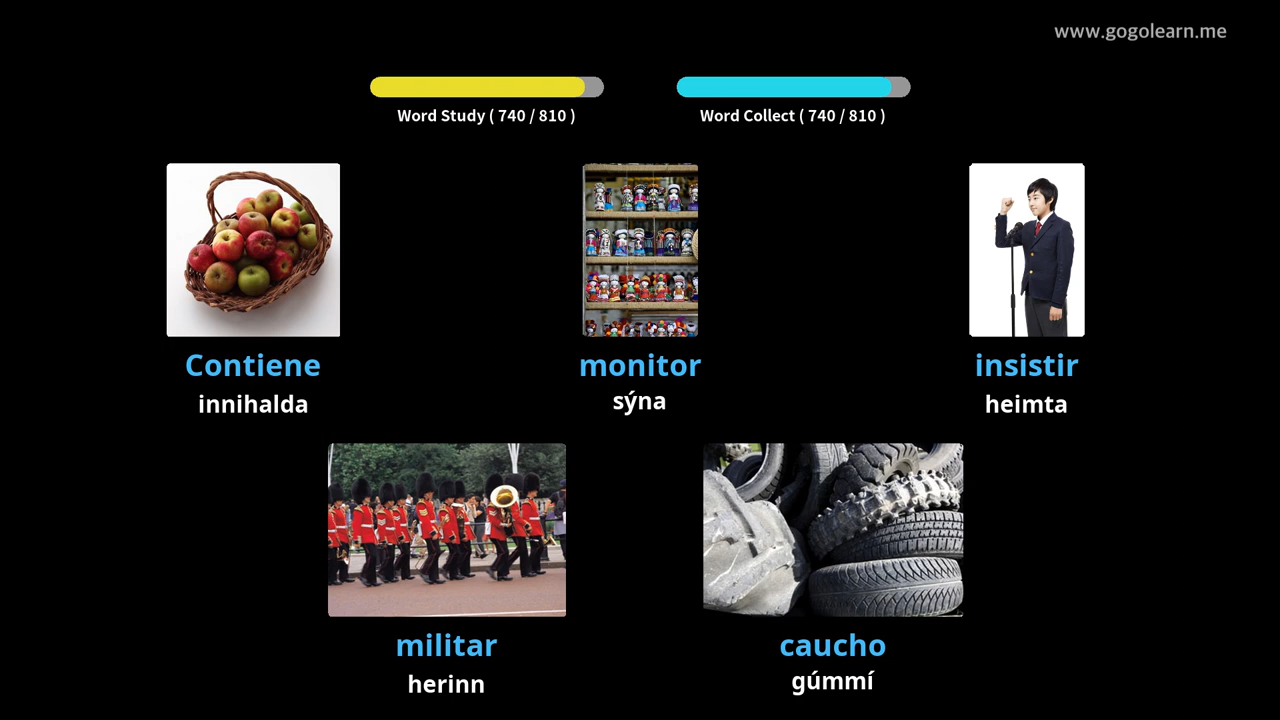 www.gogolearn.me
Word Study ( 740 / 810 )
Word Collect ( 740 / 810 )
Contiene
innihalda
monitor
sýna
insistir
heimta
militar
herinn
caucho
gúmmí